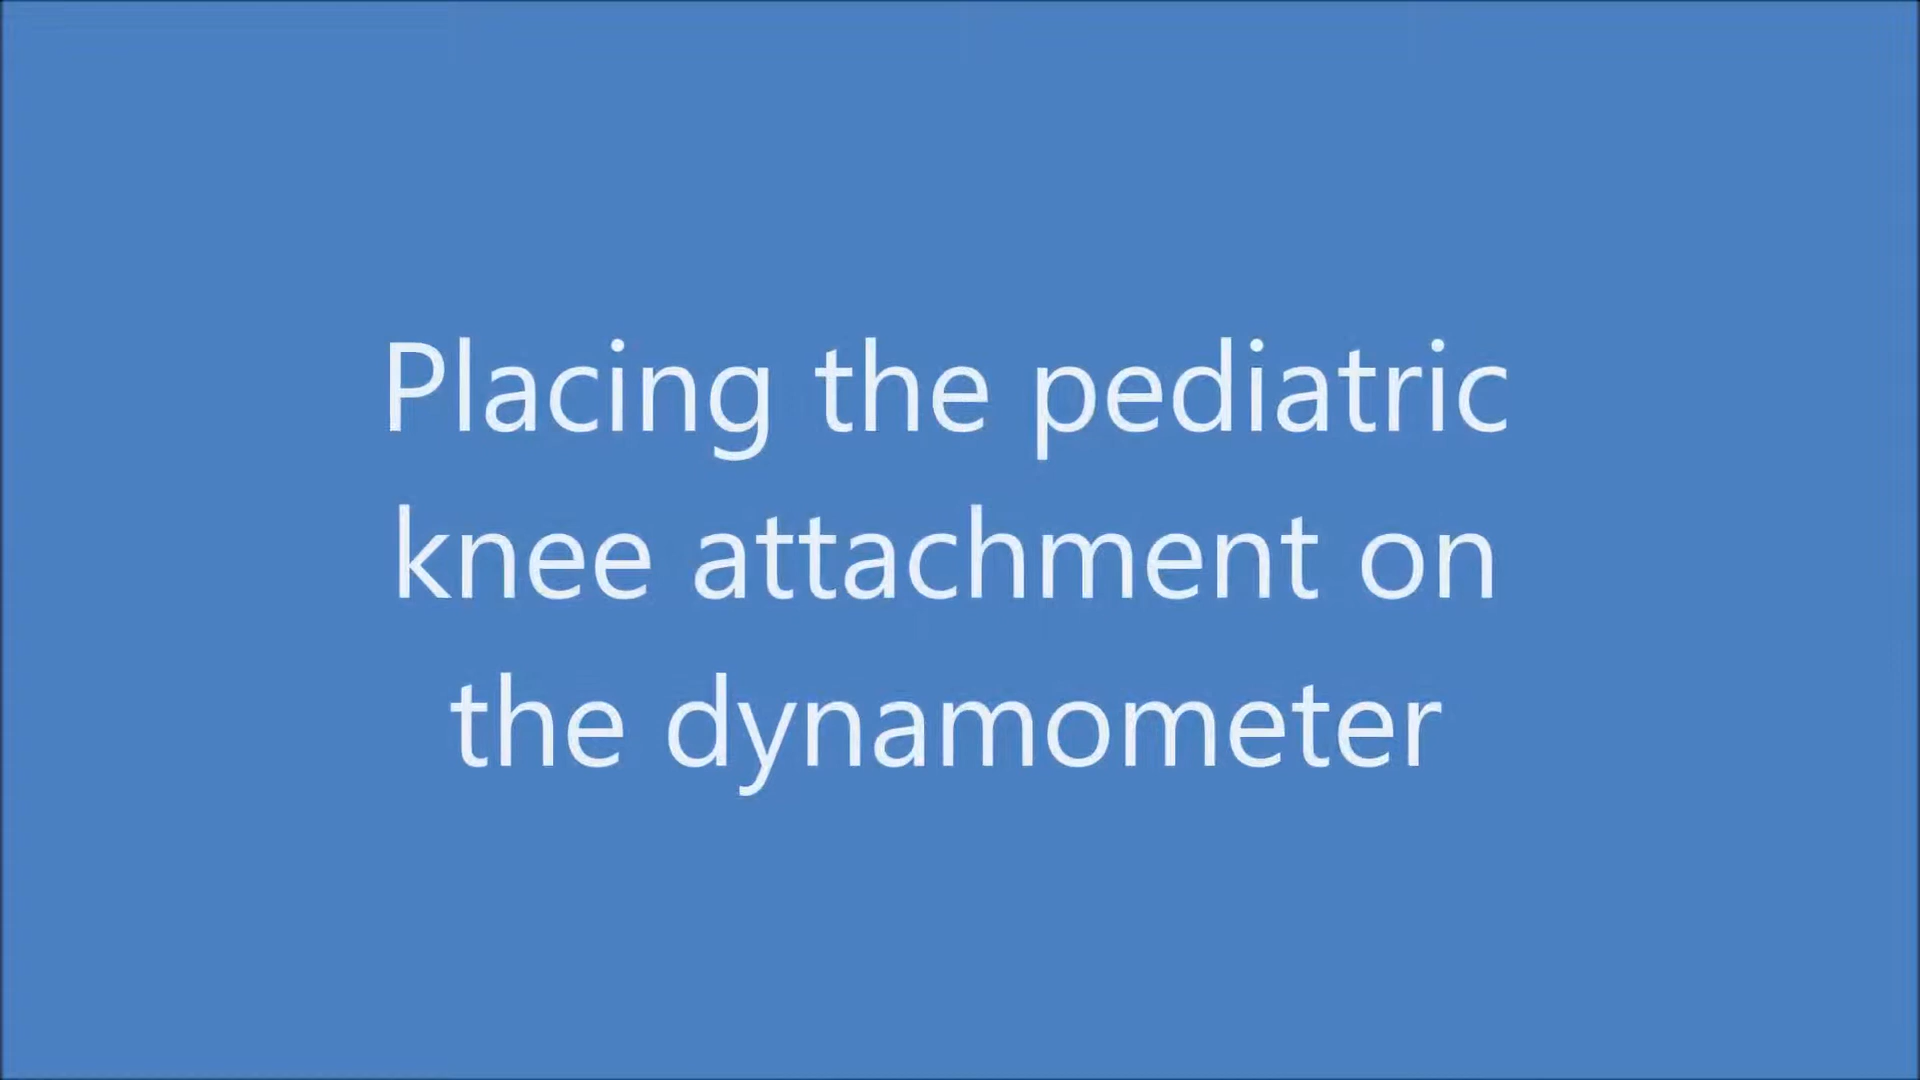 Placing the pediatric
knee attachment on
the dynamometer